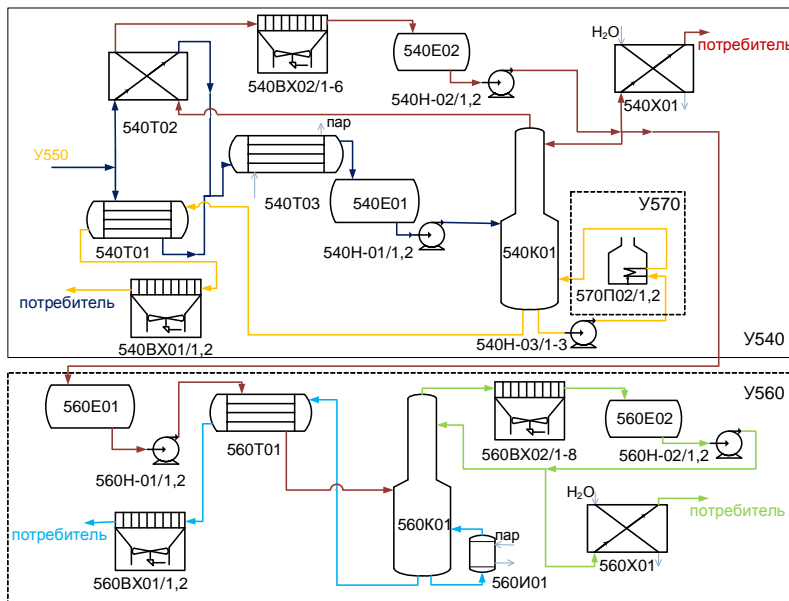 540ВХ02/1-6
540Е02
540Н-02/1,2
H₂O
потребитель
540Х01
540Т02
У550
540Т01
пар
540Т03
540Е01
540Н-01/1,2
540К01
У570
570П02/1,2
потребитель
540ВХ01/1,2
540Н-03/1-3
У540
У560
560Е01
560Н-01/1,2
560Т01
560ВХ02/1-8
560Е02
560Н-02/1,2
H₂O
потребитель
560Х01
560К01
пар
560И01
потребитель
560ВХ01/1,2